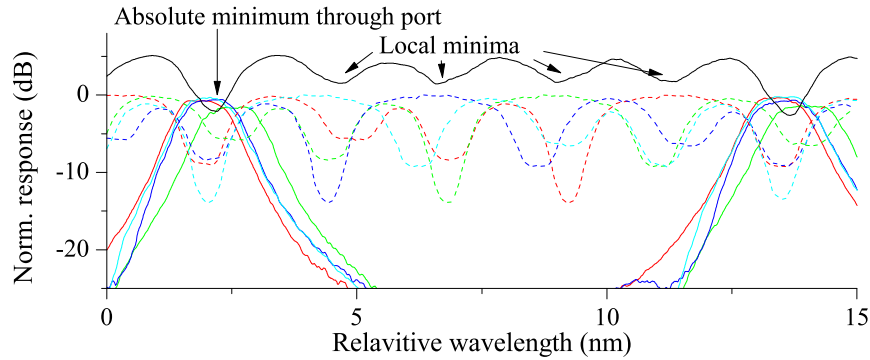 Absolute minimum through port
Local minima
Norm. response (dB)
0
-10
-20
0
5
10
15
Relavitive wavelength (nm)